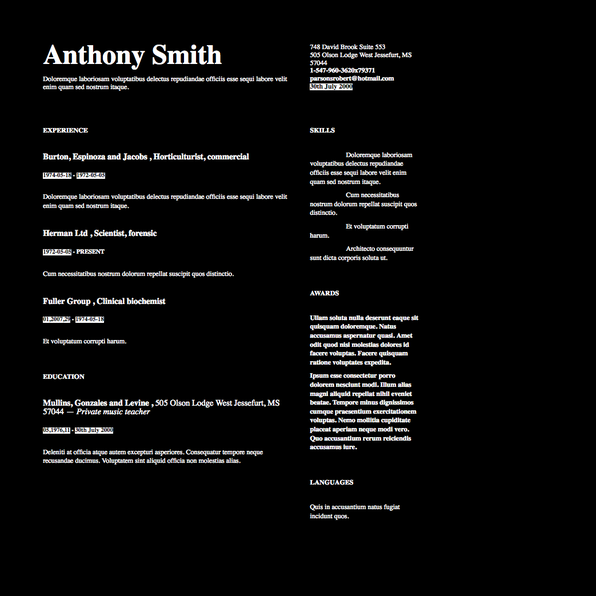 Anthony Smith
Doloremque laboriosam voluptatibus delectus repudiandae officiis esse sequi labore velit
enim quam sed nostrum itaque.
EXPERIENCE
Burton, Espinoza and Jacobs , Horticulturist, commercial
1974-05-18 - 1972-05-05
Doloremque laboriosam voluptatibus delectus repudiandae officiis esse sequi labore velit
enim quam sed nostrum itaque.
Herman Ltd , Scientist, forensic
1972-05-05 - PRESENT
Cum necessitatibus nostrum dolorum repellat suscipit quos distinctio.
Fuller Group , Clinical biochemist
01,2007,29 - 1974-05-18
Et voluptatum corrupti harum.
EDUCATION
Mullins, Gonzales and Levine , 505 Olson Lodge West Jessefurt, MS
57044 — Private music teacher
05,1976,11 - 30th July 2000
Deleniti at officia atque autem excepturi asperiores. Consequatur tempore neque
recusandae ducimus. Voluptatem sint aliquid officia non molestias alias.
748 David Brook Suite 553
505 Olson Lodge West Jessefurt, MS
57044
1-547-960-3620x79371
parsonsrobert@hotmail.com
30th July 2000
SKILLS
Doloremque laboriosam
voluptatibus delectus repudiandae
officiis esse sequi labore velit enim
quam sed nostrum itaque.
Cum necessitatibus
nostrum dolorum repellat suscipit quos
distinctio.
Et voluptatum corrupti
harum.
Architecto consequuntur
sunt dicta corporis soluta ut.
AWARDS
Ullam soluta nulla deserunt eaque sit
quisquam doloremque. Natus
accusamus aspernatur quasi. Amet
odit quod nisi molestias dolores id
facere voluptas. Facere quisquam
ratione voluptates expedita.
Ipsum esse consectetur porro
dolorem nesciunt modi. Illum alias
magni aliquid repellat nihil eveniet
beatae. Tempore minus dignissimos
cumque praesentium exercitationem
voluptas. Nemo mollitia cupiditate
placeat aperiam neque modi vero.
Quo accusantium rerum reiciendis
accusamus iure.
LANGUAGES
Quis in accusantium natus fugiat
incidunt quos.